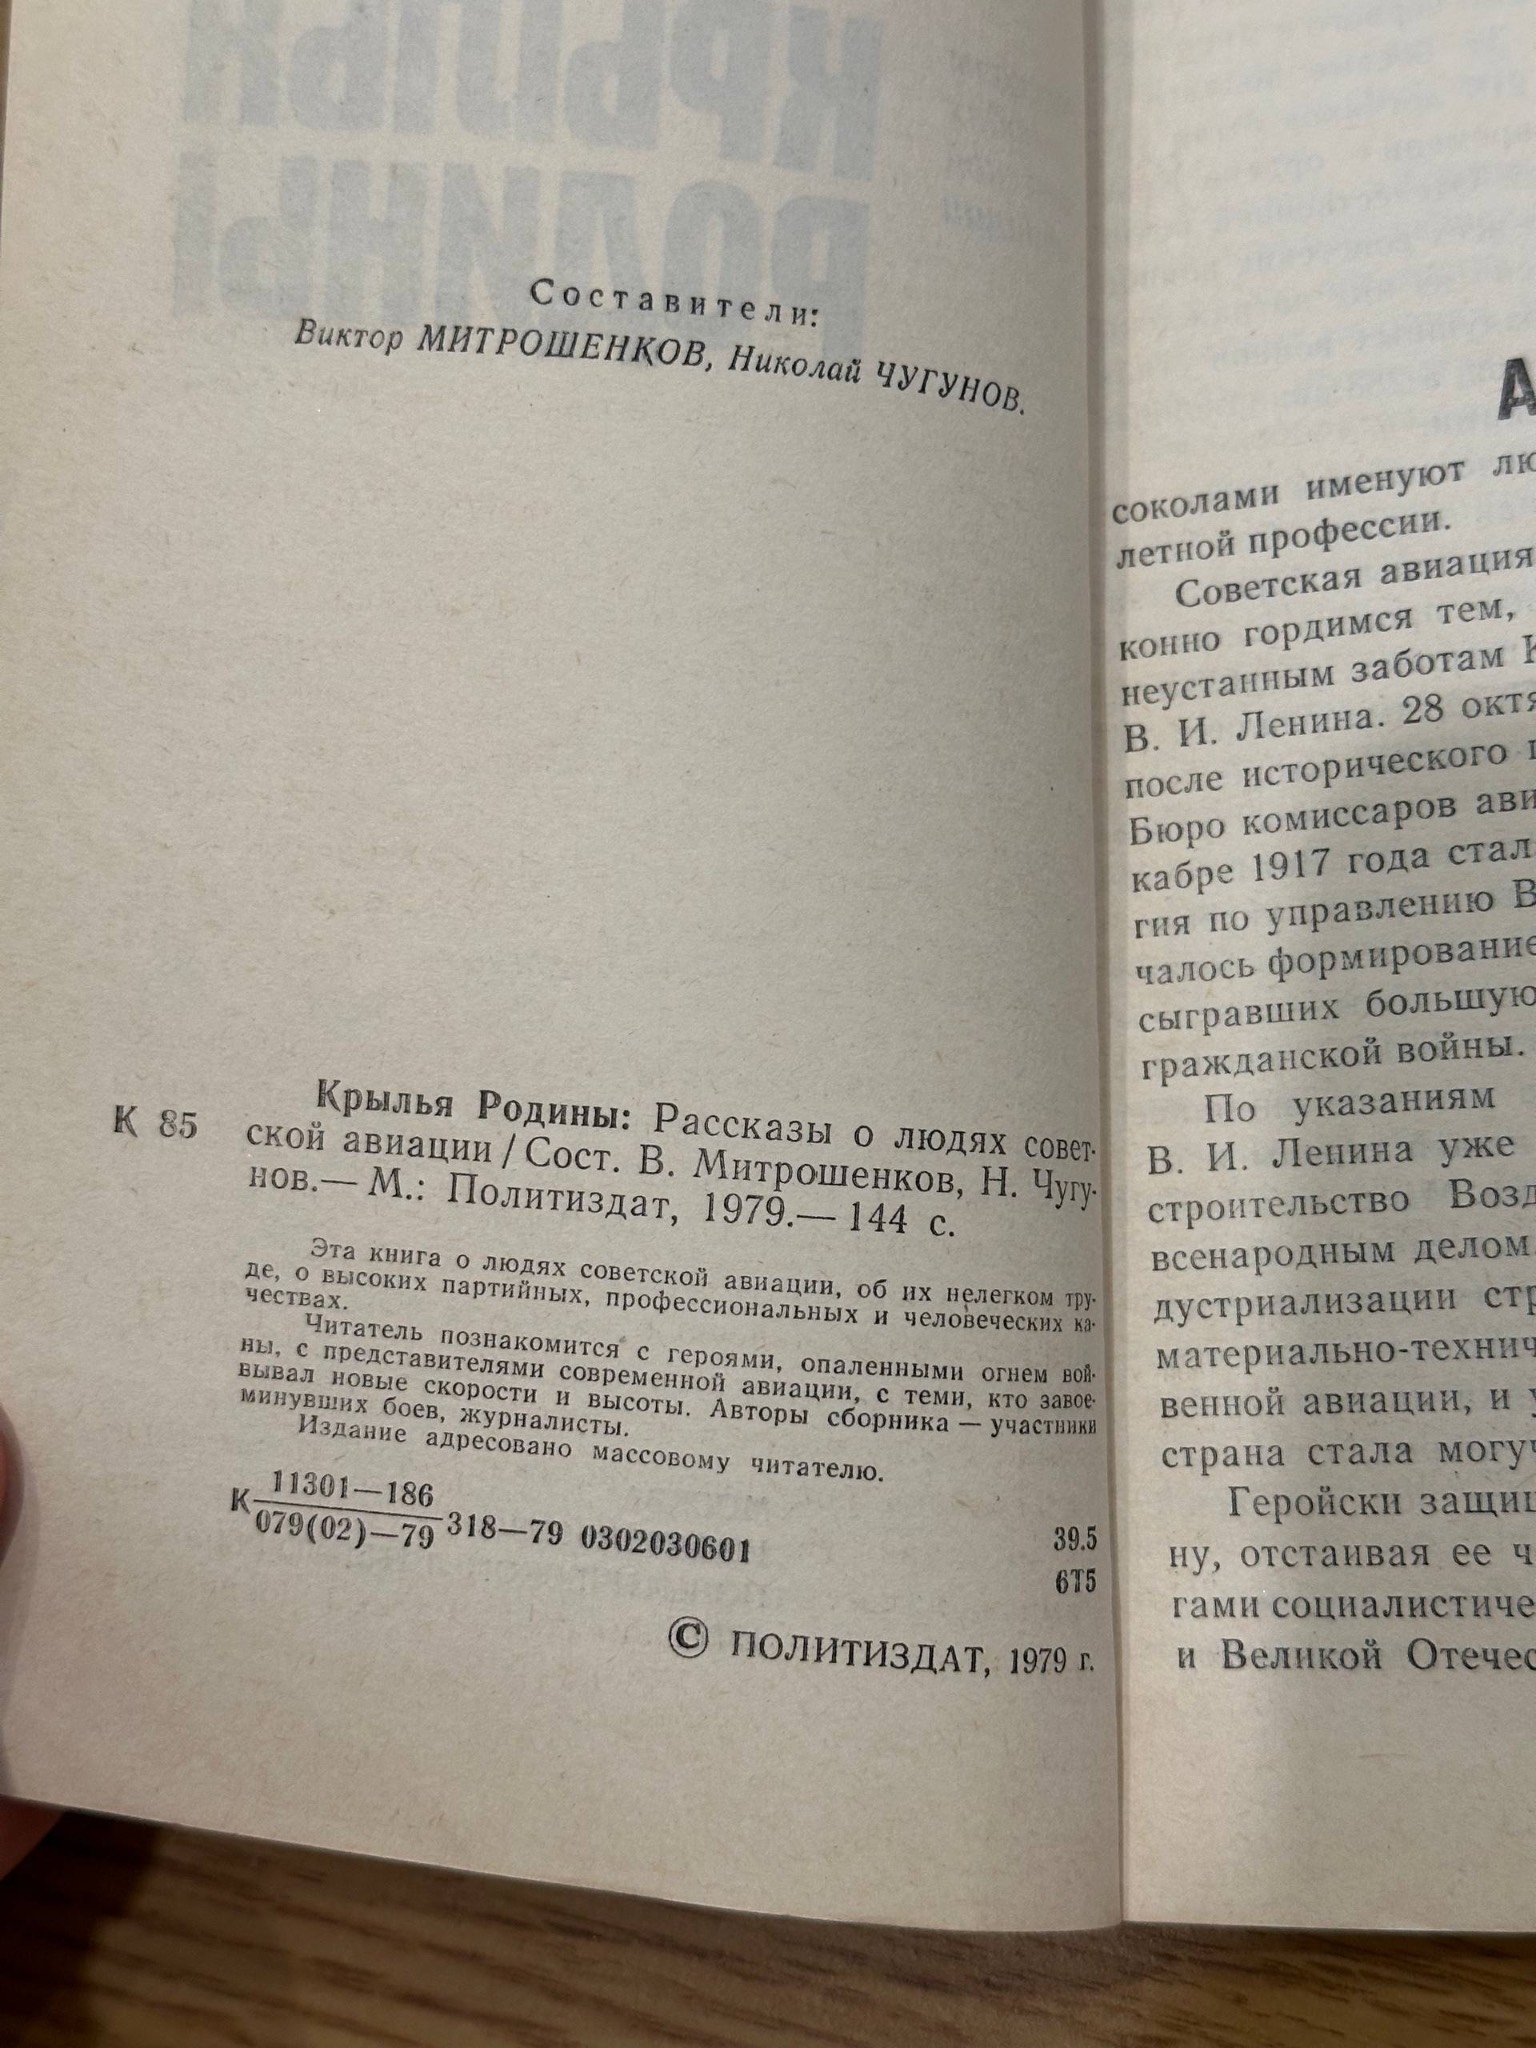 Составители:
Виктор МИТРОШЕНКОВ, Николай ЧУГУНОВ.
К 85
Крылья Родины: Рассказы о людях совет-
ской авиации / Сост. В. Митрошенков, Н. Чугу-
нов.— М.: Политиздат, 1979.— 144 с.
Эта книга о людях советской авиации, об их нелегком тру-
де, о высоких партийных, профессиональных и человеческих ка-
чествах.
Читатель познакомится с героями, опаленными огнем вой-
ны, с представителями современной авиации, с теми, кто завое-
вывал новые скорости и высоты. Авторы сборника — участники
минувших боев, журналисты.
Издание адресовано массовому читателю.
К 11301—186
079(02)—79 318—79 0302030601
39.5
6Т5
© ПОЛИТИЗДАТ, 1979 г.
А
соколами именуют лю
летной профессии.
Советская авиация
конно гордимся тем,
неустанным заботам К
В. И. Ленина. 28 октя
после исторического
Бюро комиссаров ави
кабре 1917 года стал
гия по управлению В
чалось формирование
сыгравших большую
гражданской войны.
По указаниям
В. И. Ленина уже
строительство Возд
всенародным делом.
дустриализации стр
материально-технич
венной авиации, и у
страна стала могуч
Геройски защищ
ну, отстаивая ее ч
гами социалистиче
и Великой Отечес